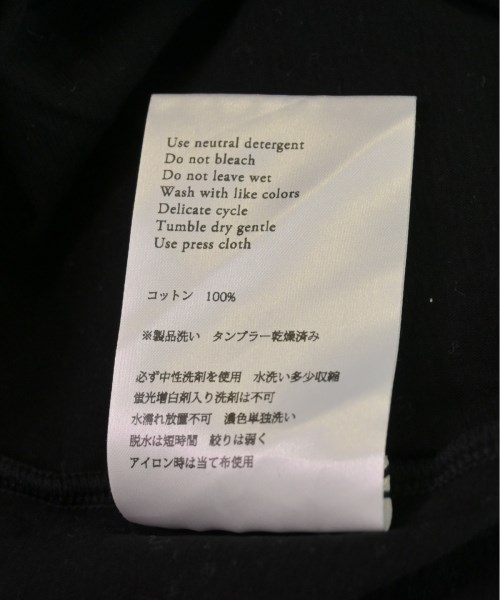 Use neutral detergent
Do not bleach
Do not leave wet
Wash with like colors
Delicate cycle
Tumble dry gentle
Use press cloth
コットン 100%
※製品洗い タンブラー乾燥済み
必ず中性洗剤を使用 水洗い多少収縮
蛍光増白剤入り洗剤は不可
水濡れ放置不可 濃色単独洗い
脱水は短時間 絞りは弱く
アイロン時は当て布使用